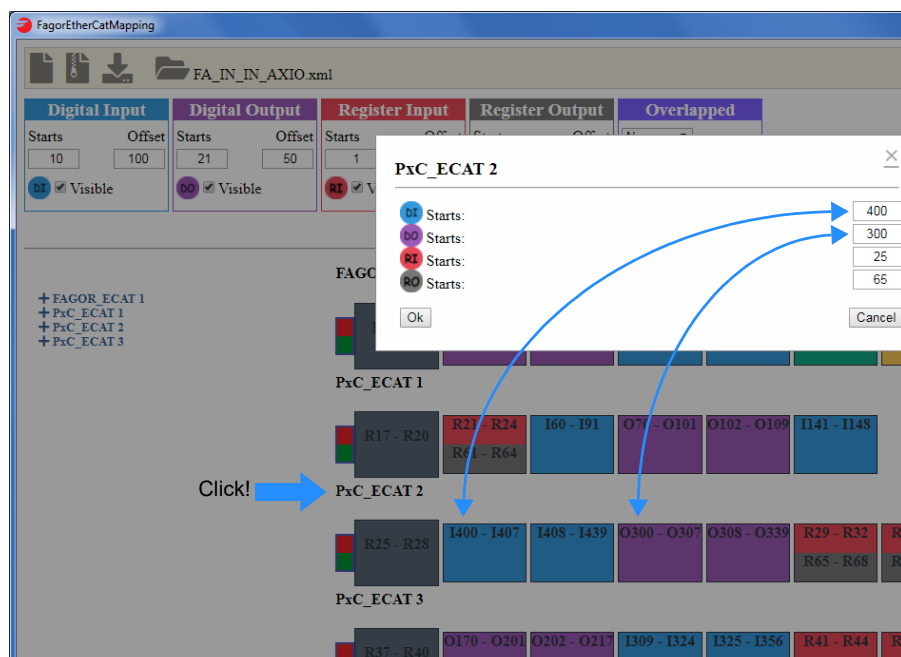 FagorEtherCatMapping
FA_IN_IN_AXIO.xml
Digital Input Digital Output Register Input Register Output Overlapped
Starts Offset Starts Offset Starts
10 100 21 50 1
DI Visible DO Visible RI
PxC_ECAT 2
DI Starts: 400
DO Starts: 300
RI Starts: 25
RO Starts: 65
Ok Cancel
FAGOR_ECAT 1
PxC_ECAT 1
PxC_ECAT 2
PxC_ECAT 3
FAGO
PxC_ECAT 1
R17 - R20 R21 - R24 I60 - I91 O70 - O101 O102 - O109 I141 - I148
R61 - R64
Click! PxC_ECAT 2
R25 - R28 I400 - I407 I408 - I439 O300 - O307 O308 - O339 R29 - R32 R
R65 - R68 R
PxC_ECAT 3
R37 - R40 O170 - O201 O202 - O217 I309 - I324 I325 - I356 R41 - R44 R